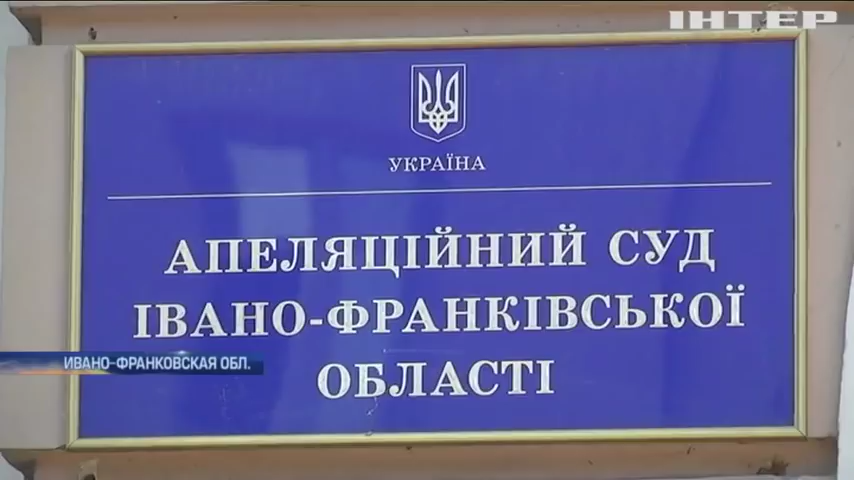 ІНТЕР
УКРАЇНА
АПЕЛЯЦІЙНИЙ СУД
ІВАНО-ФРАНКІВСЬКОЇ
ИВАНО-ФРАНКОВСКАЯ ОБЛ.
ОБЛАСТІ